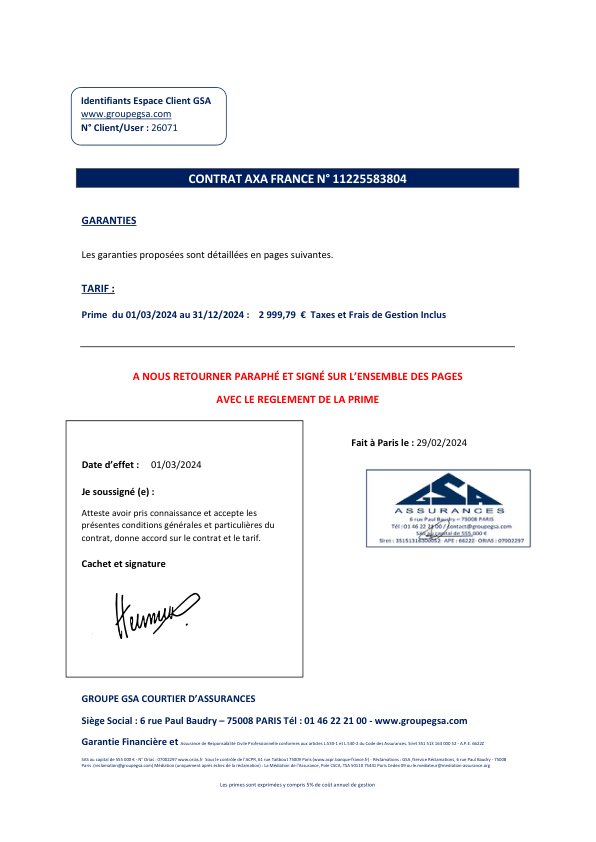 Identifiants Espace Client GSA
www.groupegsa.com
N° Client/User : 26071
CONTRAT AXA FRANCE N° 11225583804
GARANTIES
Les garanties proposées sont détaillées en pages suivantes.
TARIF :
Prime du 01/03/2024 au 31/12/2024 : 2 999,79 € Taxes et Frais de Gestion Inclus
A NOUS RETOURNER PARAPHÉ ET SIGNÉ SUR L'ENSEMBLE DES PAGES
AVEC LE REGLEMENT DE LA PRIME
Fait à Paris le : 29/02/2024
Date d'effet : 01/03/2024
Je soussigné (e) :
Atteste avoir pris connaissance et accepte les
présentes conditions générales et particulières du
contrat, donne accord sur le contrat et le tarif.
Cachet et signature
GSA
ASSURANCES
6 rue Paul Baudry – 75008 PARIS
Tél : 01 46 22 21 00 / contact@groupegsa.com
SAS au capital de 555.000 €
APE : 66222 ORIAS : 07002297
GROUPE GSA COURTIER D'ASSURANCES
Siège Social : 6 rue Paul Baudry – 75008 PARIS Tél : 01 46 22 21 00 - www.groupegsa.com
Garantie Financière et Assurance de Responsabilité Civile Professionnelle conformes aux articles L 530-1 et L 530-2 du Code des Assurances. Siret 351 513 163 000 52 - A.P.E. 66222
SAS au capital de 555 000 € - N° Orias : 07002297 www.orias.fr Sous le contrôle de l'ACPR, 61 rue Taitbout 75009 Paris (www.acpr.banque-france.fr) - Réclamations : GSA /Service Réclamations, 6 rue Paul Baudry - 75008
Paris (reclamation@groupegsa.com) Médiation (uniquement après échec de la réclamation) : La Médiation de l'Assurance, Pole CSCA, TSA 50110 75441 Paris Cedex 09 ou le.mediateur@mediation-assurance.org
Les primes sont exprimées y compris 5% de coût annuel de gestion